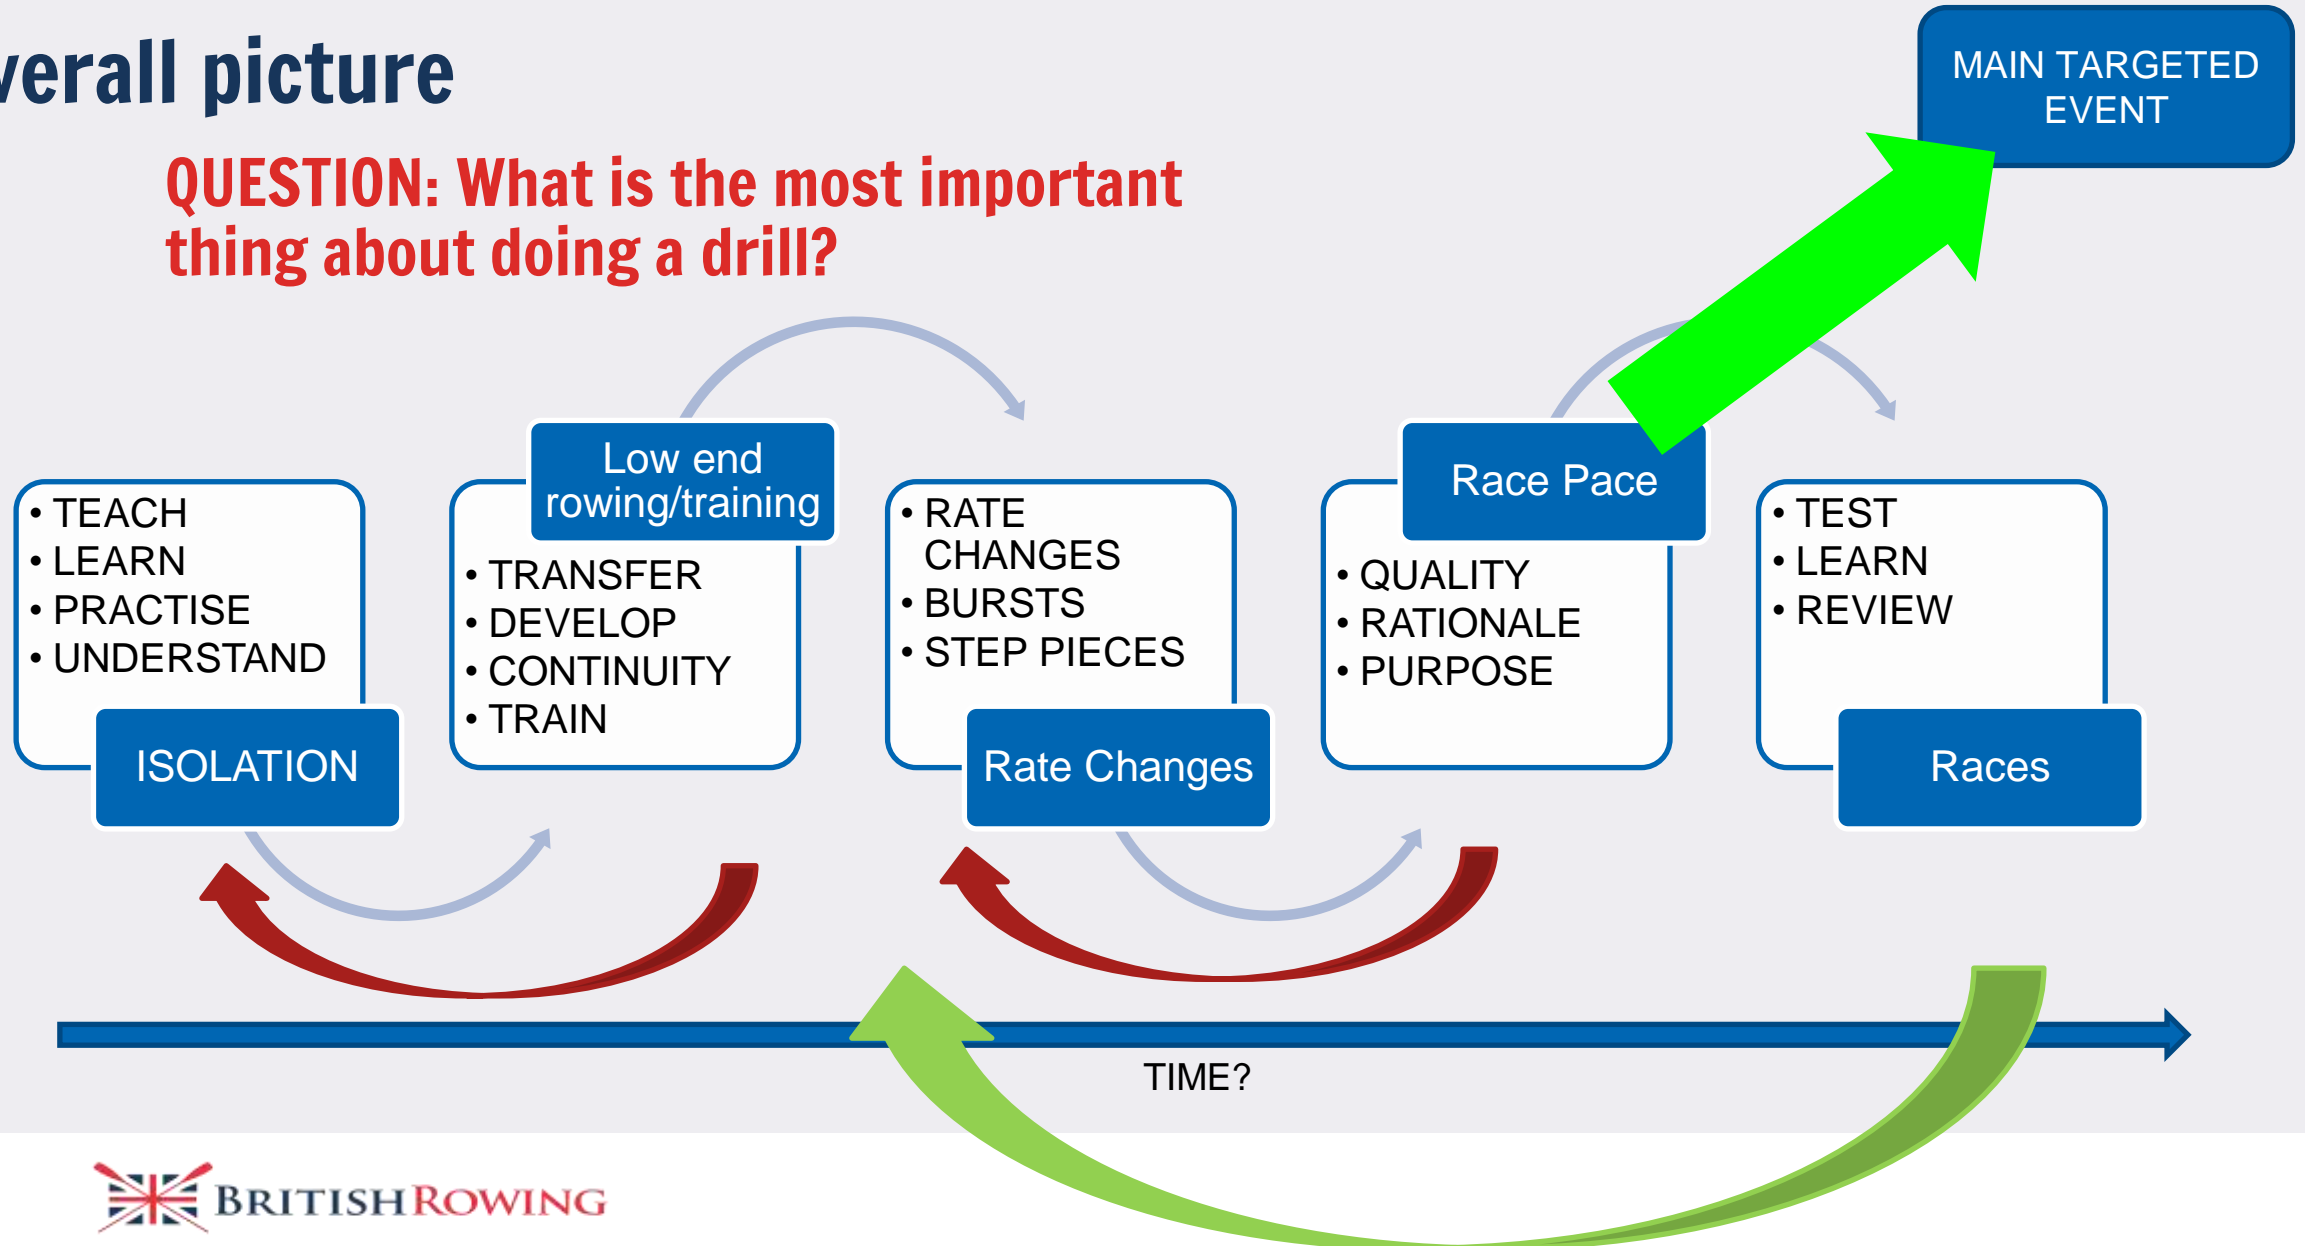 verall picture
MAIN TARGETED
EVENT
QUESTION: What is the most important
thing about doing a drill?
• TEACH
• LEARN
• PRACTISE
• UNDERSTAND
ISOLATION
Low end
rowing/training
• TRANSFER
• DEVELOP
• CONTINUITY
• TRAIN
• RATE
CHANGES
• BURSTS
• STEP PIECES
Rate Changes
Race Pace
• QUALITY
• RATIONALE
• PURPOSE
• TEST
• LEARN
• REVIEW
Races
TIME?
BRITISH ROWING